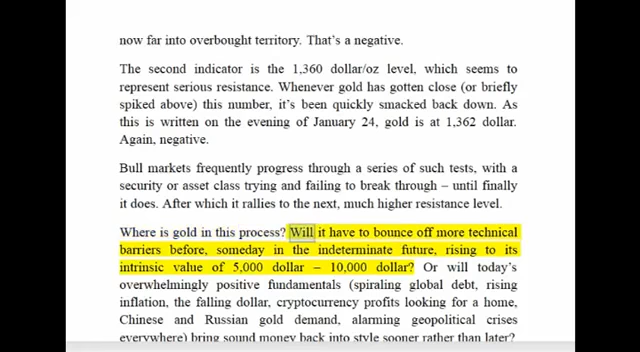 now far into overbought territory. That's a negative.
The second indicator is the 1,360 dollar/oz level, which seems to
represent serious resistance. Whenever gold has gotten close (or briefly
spiked above) this number, it's been quickly smacked back down. As
this is written on the evening of January 24, gold is at 1,362 dollar.
Again, negative.
Bull markets frequently progress through a series of such tests, with a
security or asset class trying and failing to break through – until finally
it does. After which it rallies to the next, much higher resistance level.
Where is gold in this process? Will it have to bounce off more technical
barriers before, someday in the indeterminate future, rising to its
intrinsic value of 5,000 dollar – 10,000 dollar? Or will today's
overwhelmingly positive fundamentals (spiraling global debt, rising
inflation, the falling dollar, cryptocurrency profits looking for a home,
Chinese and Russian gold demand, alarming geopolitical crises
everywhere) bring sound money back into style sooner rather than later?